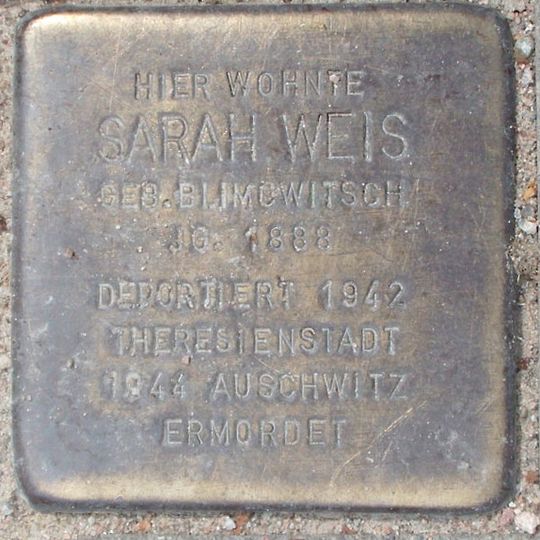 HIER WOHNTE
SARAH WEIS
GEB. BLIMOWITSCH
JG. 1888
DEPORTIERT 1942
THERESIENSTADT
1944 AUSCHWITZ
ERMORDET